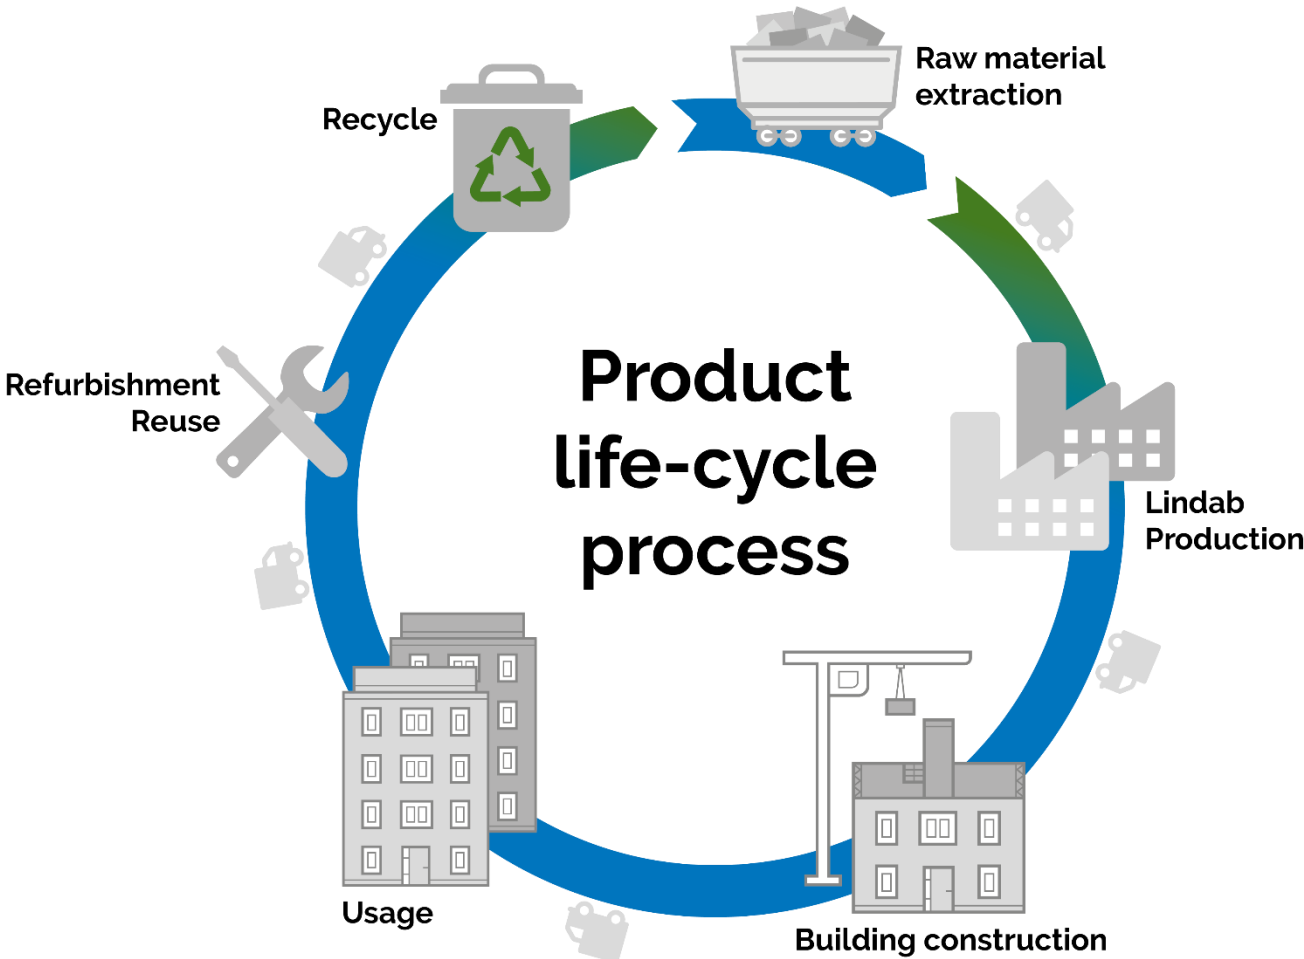 Product
life-cycle
process
Raw material
extraction
Lindab
Production
Building construction
Usage
Refurbishment
Reuse
Recycle